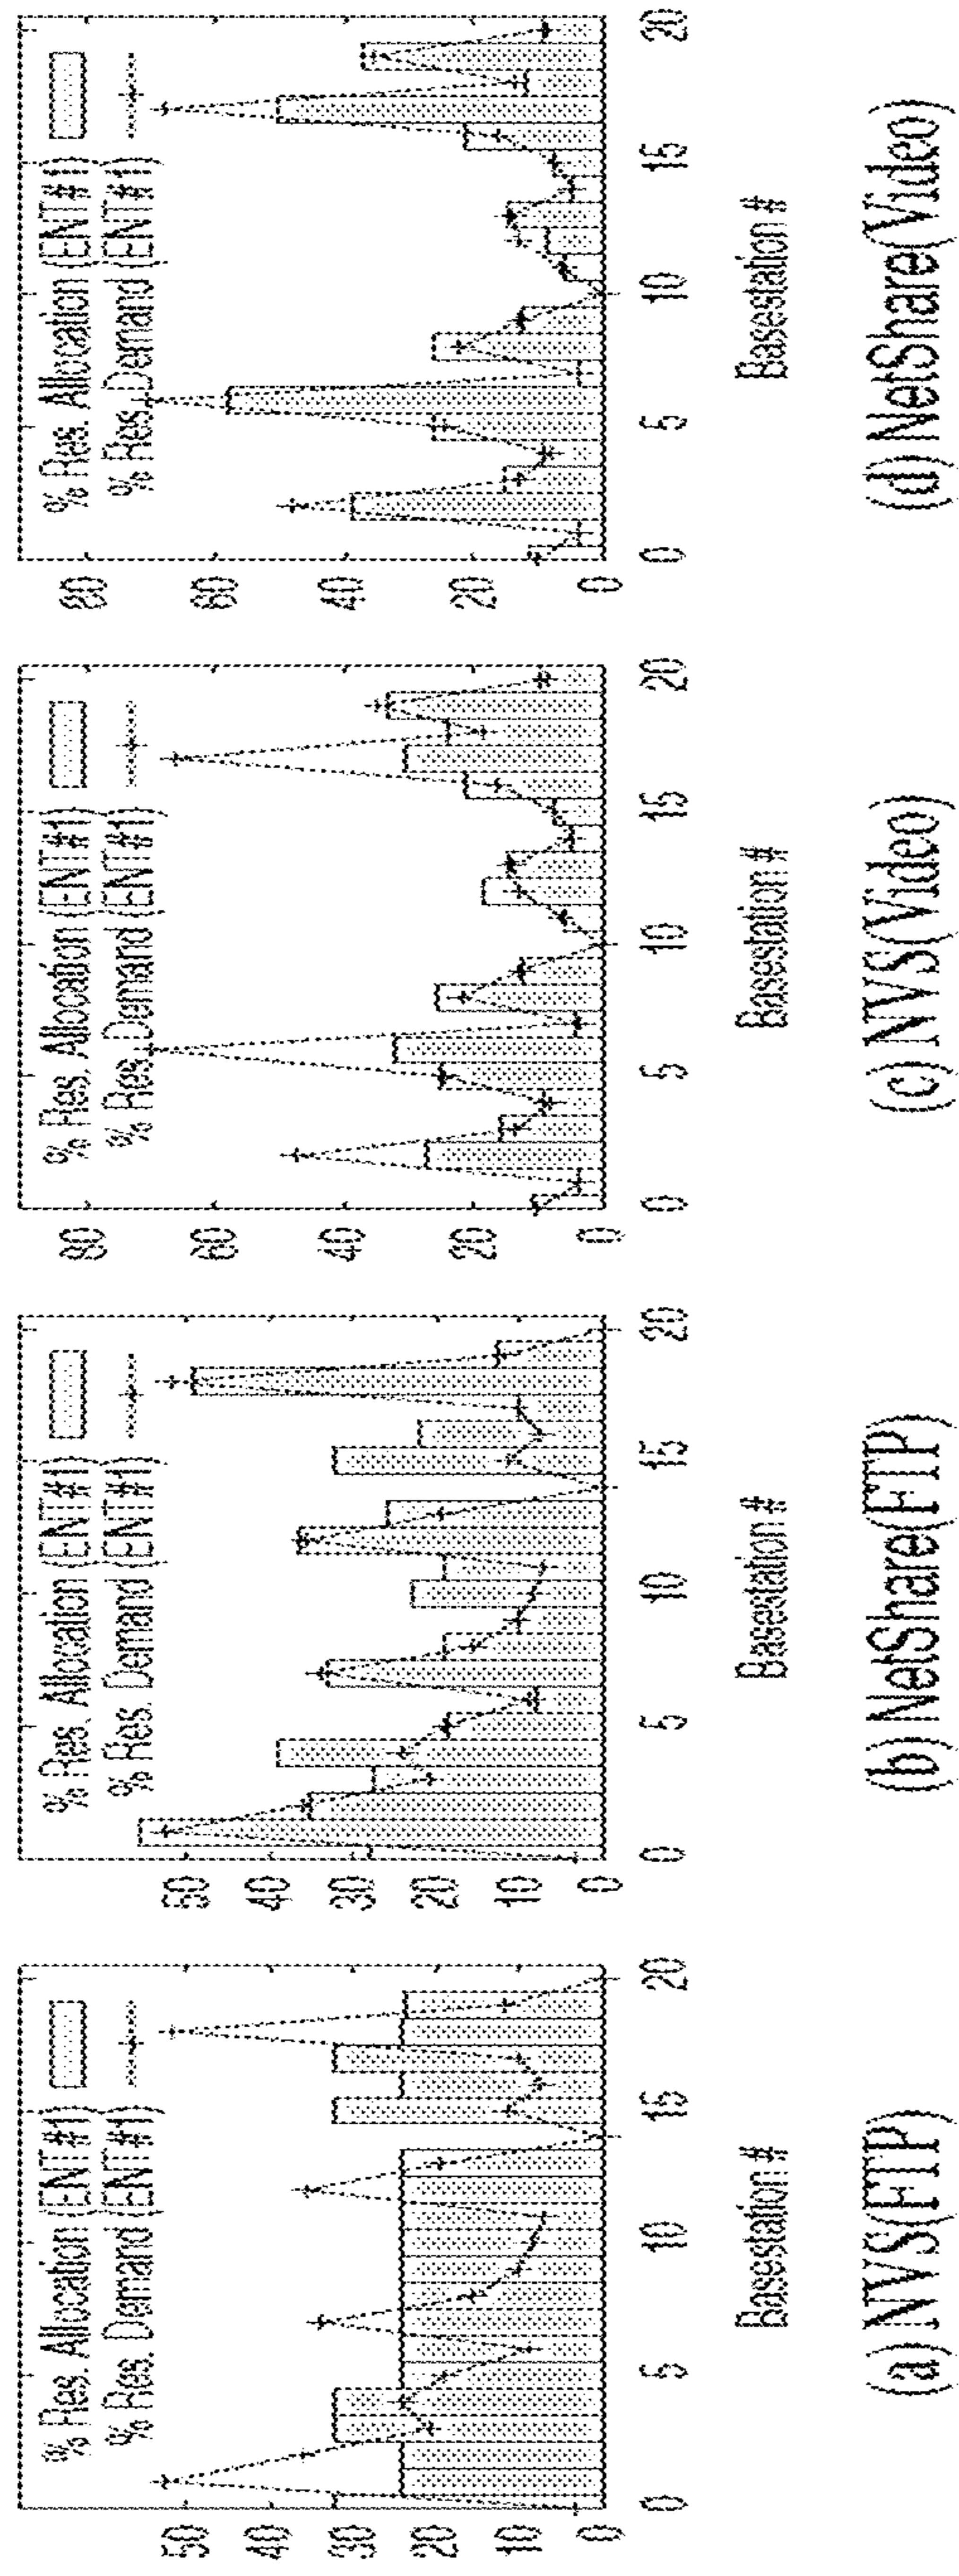 % Res. Allocation (ENT#1)
% Res. Demand (ENT#1)
50
40
30
20
10
0
0
5
10
15
20
Basestation #
(a) NVS(FTP)
% Res. Allocation (ENT#1)
% Res. Demand (ENT#1)
50
40
30
20
10
0
0
5
10
15
20
Basestation #
(b) NetShare(FTP)
% Res. Allocation (ENT#1)
% Res. Demand (ENT#1)
80
60
40
20
0
0
5
10
15
20
Basestation #
(c) NVS(Video)
% Res. Allocation (ENT#1)
% Res. Demand (ENT#1)
80
60
40
20
0
0
5
10
15
20
Basestation #
(d) NetShare(Video)